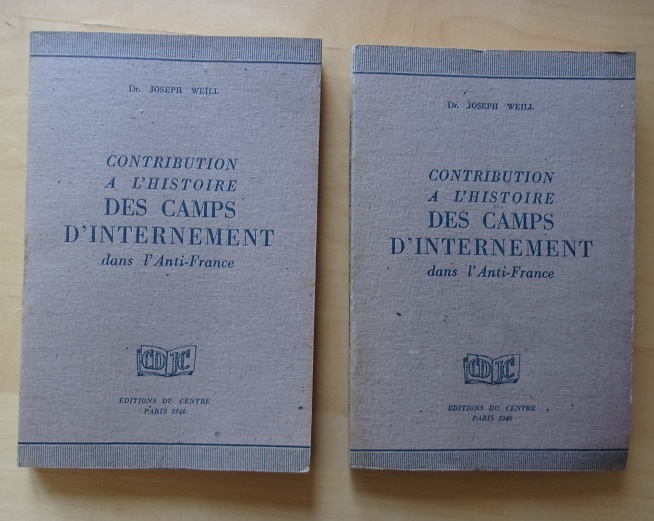 Dr. JOSEPH WEILL
CONTRIBUTION
A L'HISTOIRE
DES CAMPS
D'INTERNEMENT
dans l'Anti-France
CDJC
EDITIONS DU CENTRE
PARIS 1946
Dr. JOSEPH WEILL
CONTRIBUTION
A L'HISTOIRE
DES CAMPS
D'INTERNEMENT
dans l'Anti-France
CDJC
EDITIONS DU CENTRE
PARIS 1946